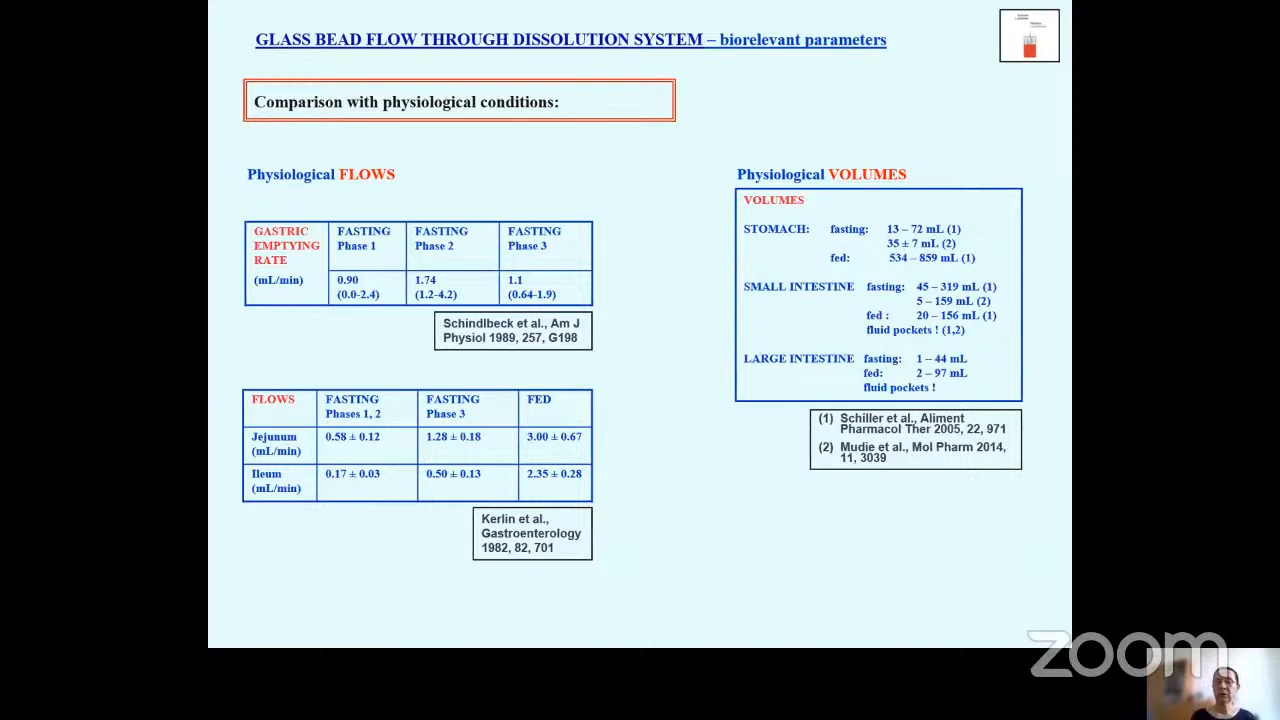 GLASS BEAD FLOW THROUGH DISSOLUTION SYSTEM – biorelevant parameters
Comparison with physiological conditions:
Physiological FLOWS
GASTRIC EMPTYING RATE (mL/min)
FASTING Phase 1
FASTING Phase 2
FASTING Phase 3
0.90 (0.0-2.4)
1.74 (1.2-4.2)
1.1 (0.64-1.9)
Schindlbeck et al., Am J
Physiol 1989, 257, G198
FLOWS
FASTING Phases 1, 2
FASTING Phase 3
FED
Jejunum (mL/min)
0.58 ± 0.12
1.28 ± 0.18
3.00 ± 0.67
Ileum (mL/min)
0.17 ± 0.03
0.50 ± 0.13
2.35 ± 0.28
Kerlin et al.,
Gastroenterology
1982, 82, 701
Physiological VOLUMES
VOLUMES
STOMACH: fasting: 13 – 72 mL (1)
35 ± 7 mL (2)
fed: 534 – 859 mL (1)
SMALL INTESTINE fasting: 45 – 319 mL (1)
5 – 159 mL (2)
fed : 20 – 156 mL (1)
fluid pockets ! (1,2)
LARGE INTESTINE fasting: 1 – 44 mL
fed: 2 – 97 mL
fluid pockets !
(1) Schiller et al., Aliment
Pharmacol Ther 2005, 22, 971
(2) Mudie et al., Mol Pharm 2014,
11, 3039
zoom